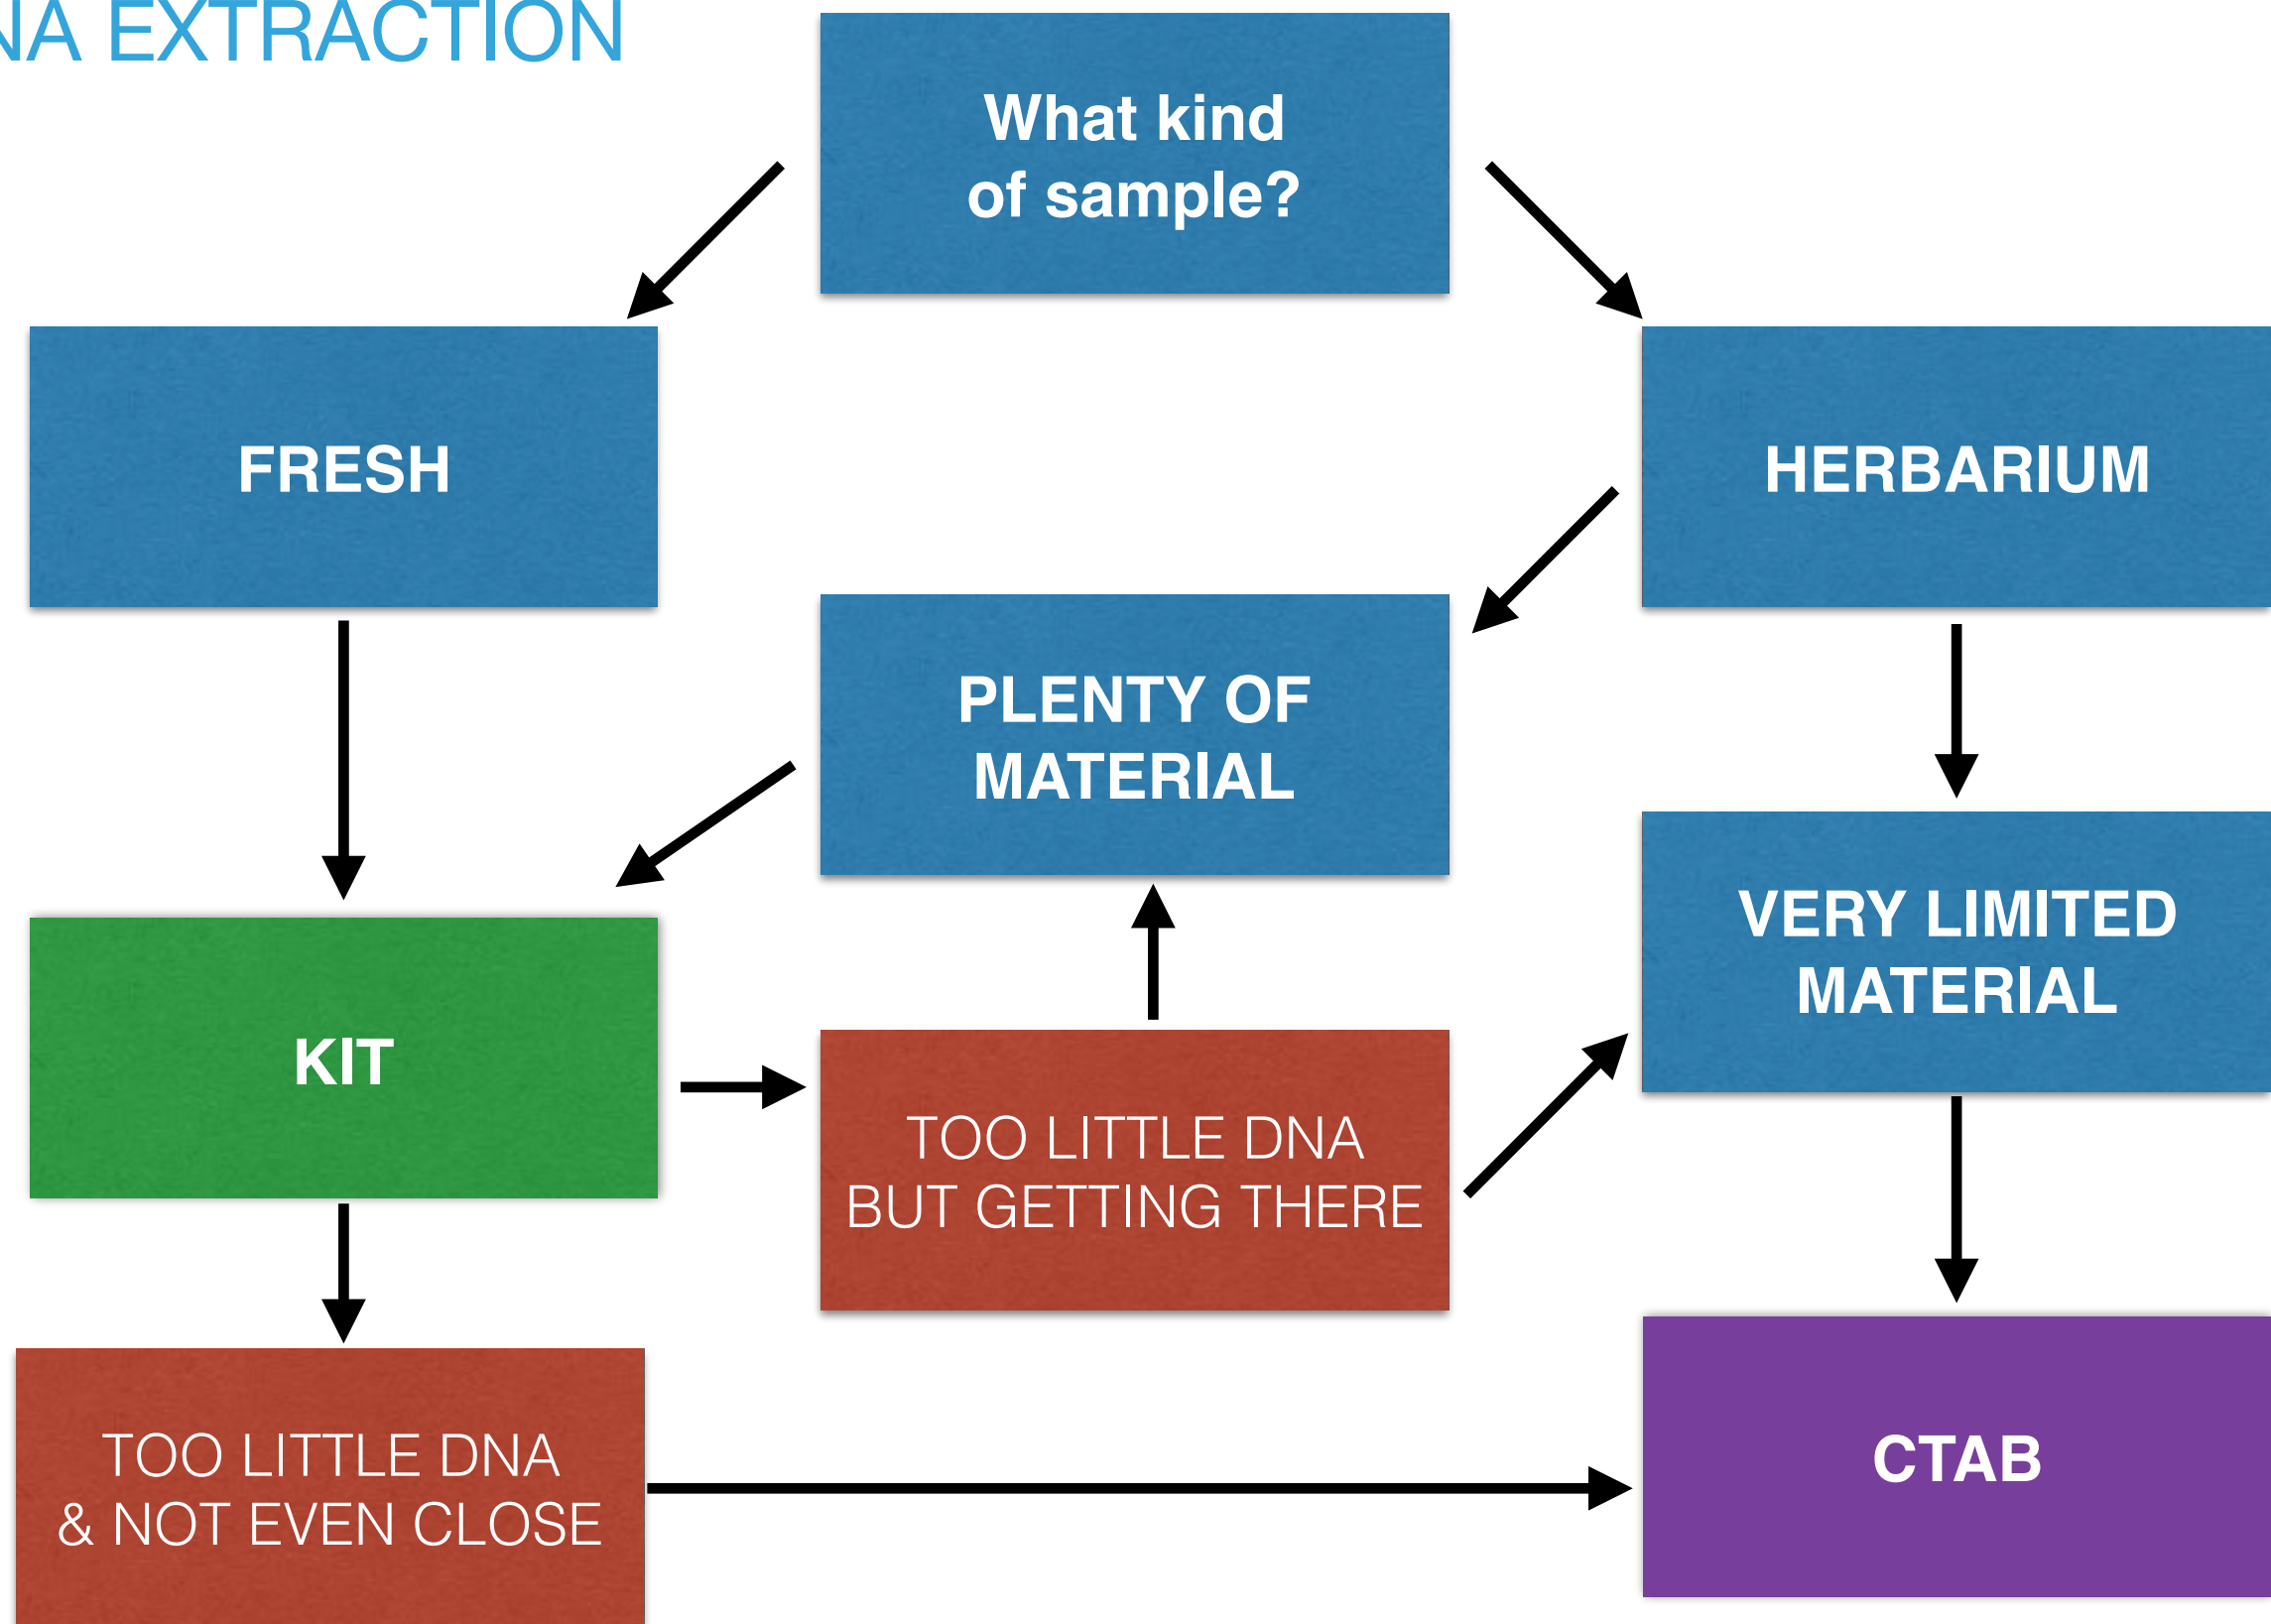 NA EXTRACTION
What kind
of sample?
FRESH
HERBARIUM
PLENTY OF
MATERIAL
VERY LIMITED
MATERIAL
KIT
TOO LITTLE DNA
BUT GETTING THERE
TOO LITTLE DNA
& NOT EVEN CLOSE
CTAB